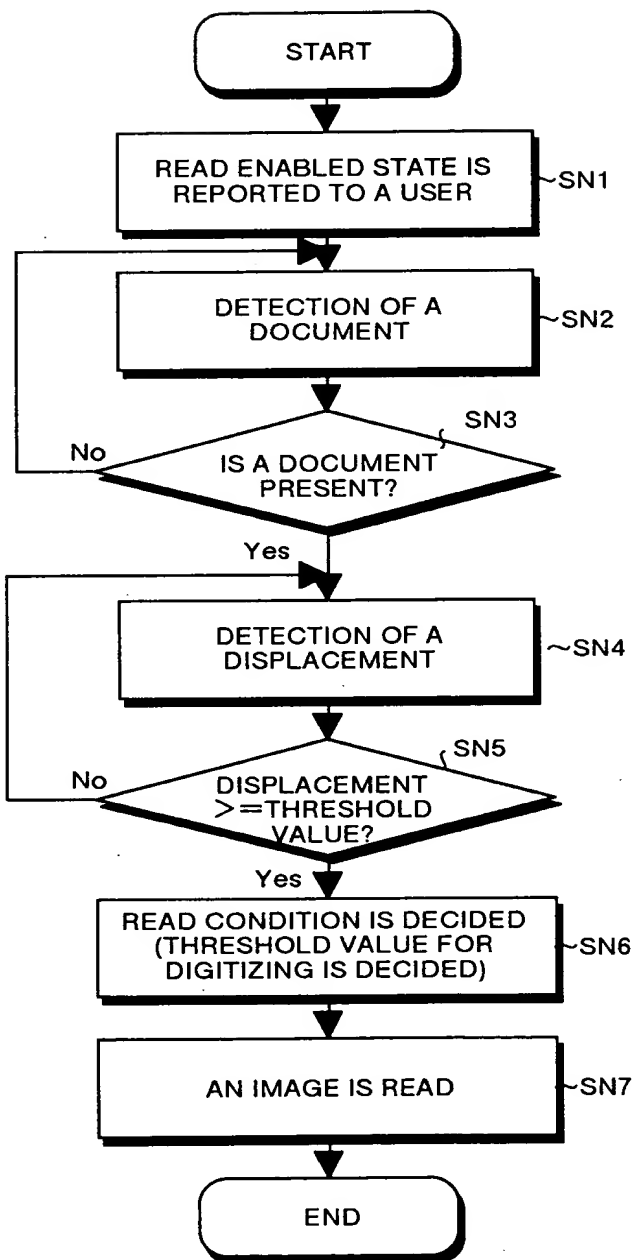 START
READ ENABLED STATE IS
REPORTED TO A USER
~SN1
DETECTION OF A
DOCUMENT
~SN2
SN3
No
IS A DOCUMENT
PRESENT?
Yes
DETECTION OF A
DISPLACEMENT
~SN4
SN5
No
DISPLACEMENT
>=THRESHOLD
VALUE?
Yes
READ CONDITION IS DECIDED
(THRESHOLD VALUE FOR
DIGITIZING IS DECIDED)
~SN6
AN IMAGE IS READ
~SN7
END